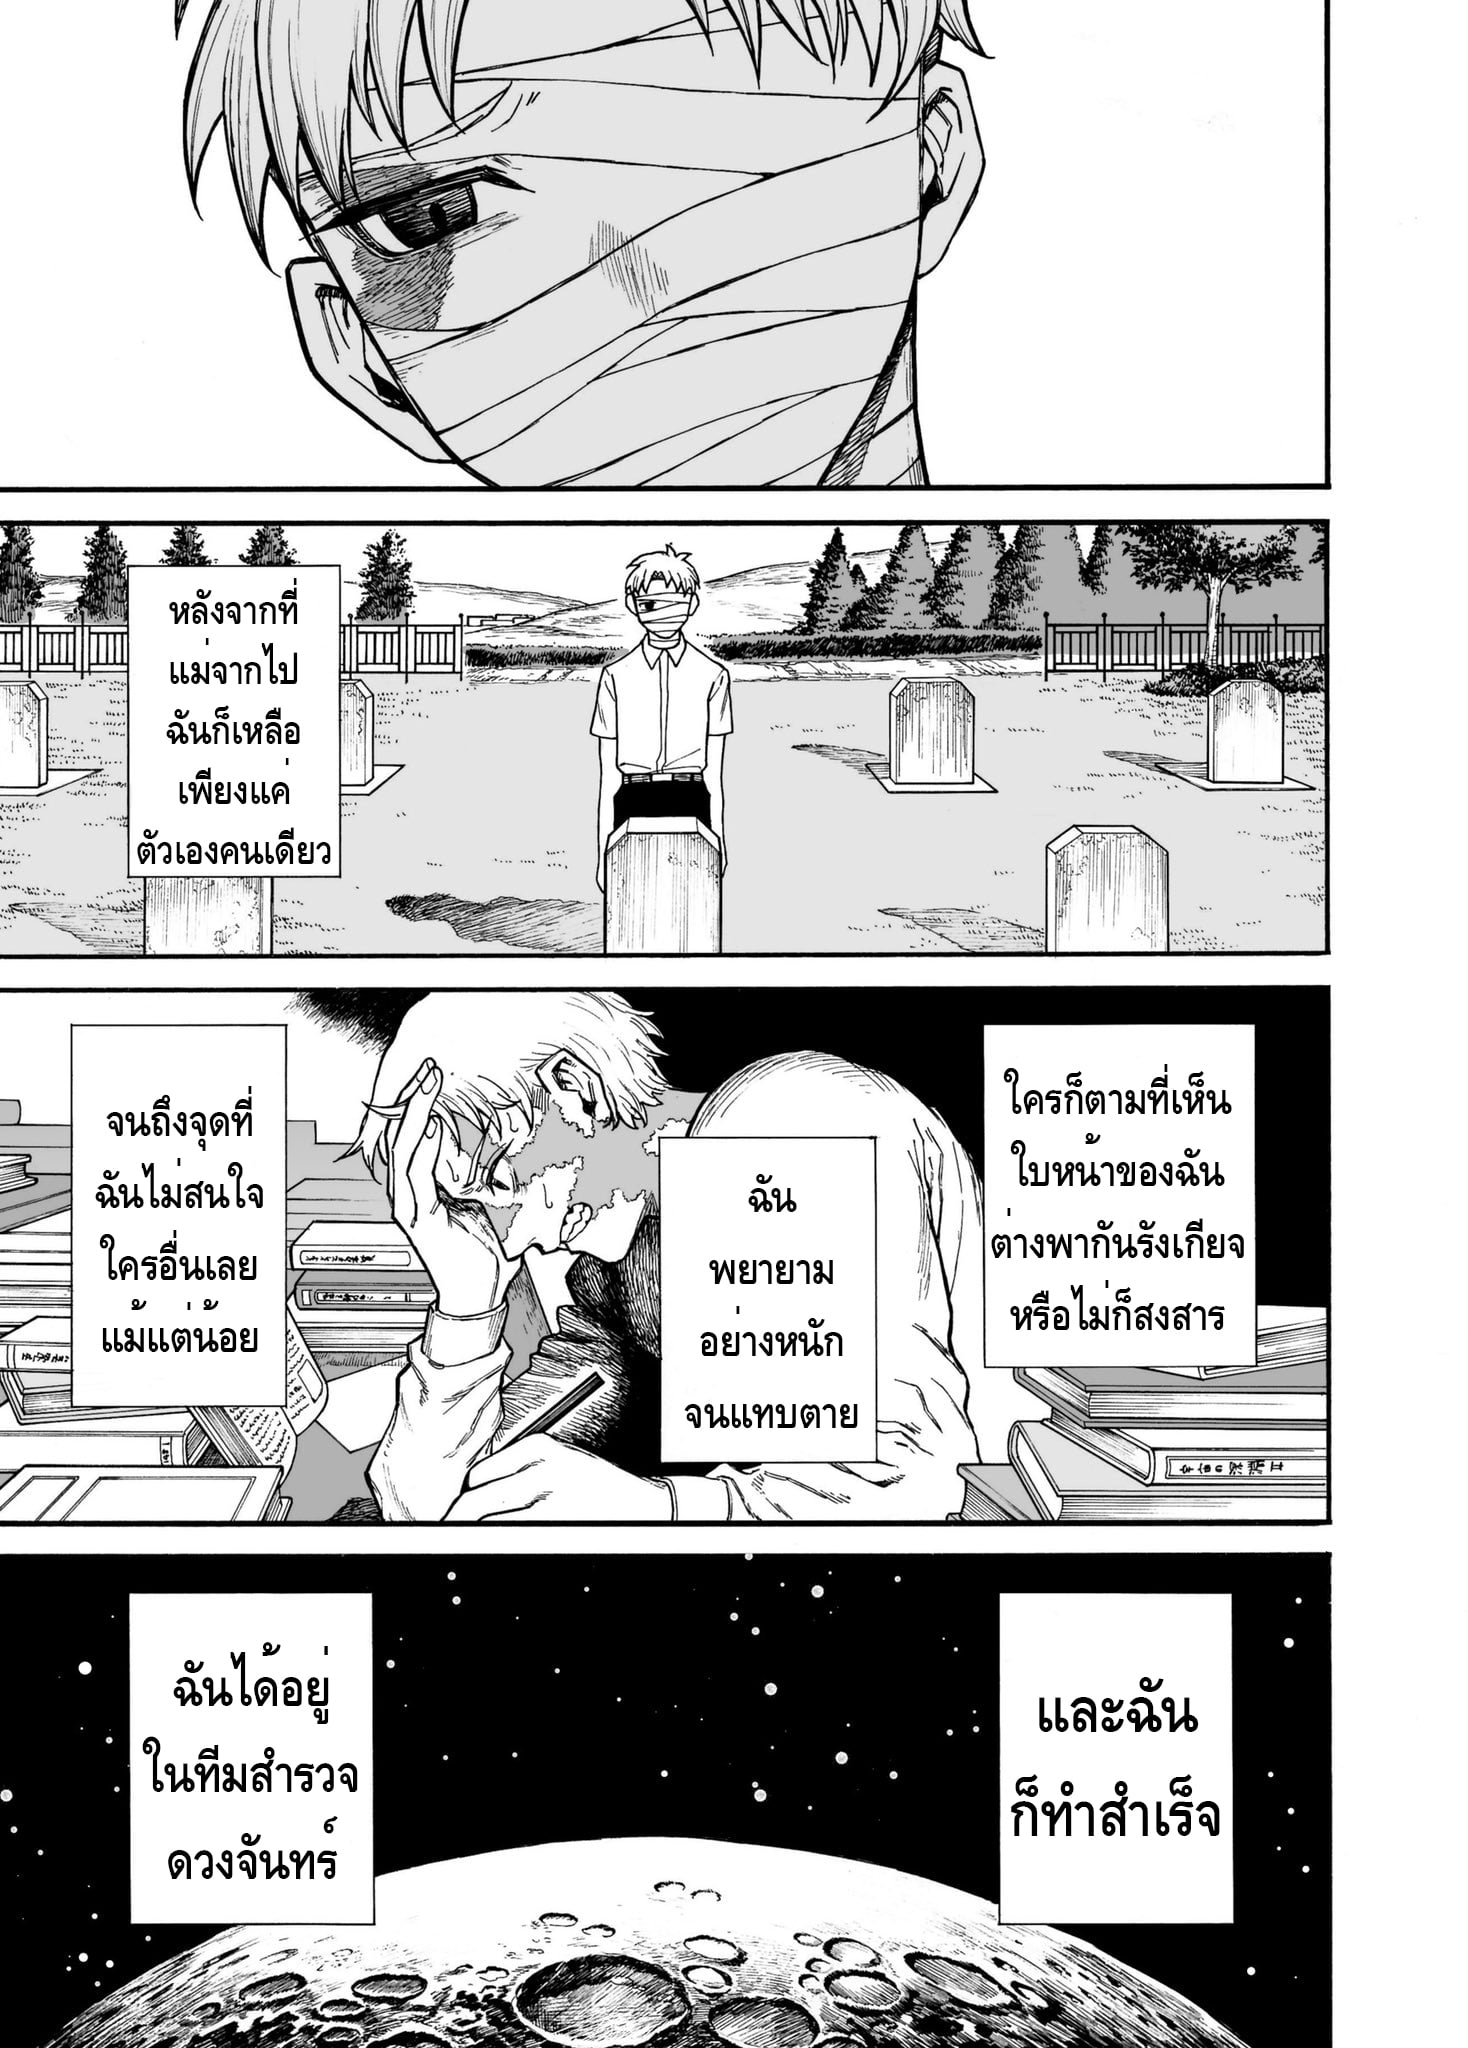 หลังจากที่
แม่จากไป
ฉันก็เหลือ
เพียงแค่
ตัวเองคนเดียว
ใครก็ตามที่เห็น
ใบหน้าของฉัน
ต่างพากันรังเกียจ
หรือไม่ก็สงสาร
ฉัน
พยายาม
อย่างหนัก
จนแทบตาย
จนถึงจุดที่
ฉันไม่สนใจ
ใครอื่นเลย
แม้แต่น้อย
และฉัน
ก็ทำสำเร็จ
ฉันได้อยู่
ในทีมสำรวจ
ดวงจันทร์